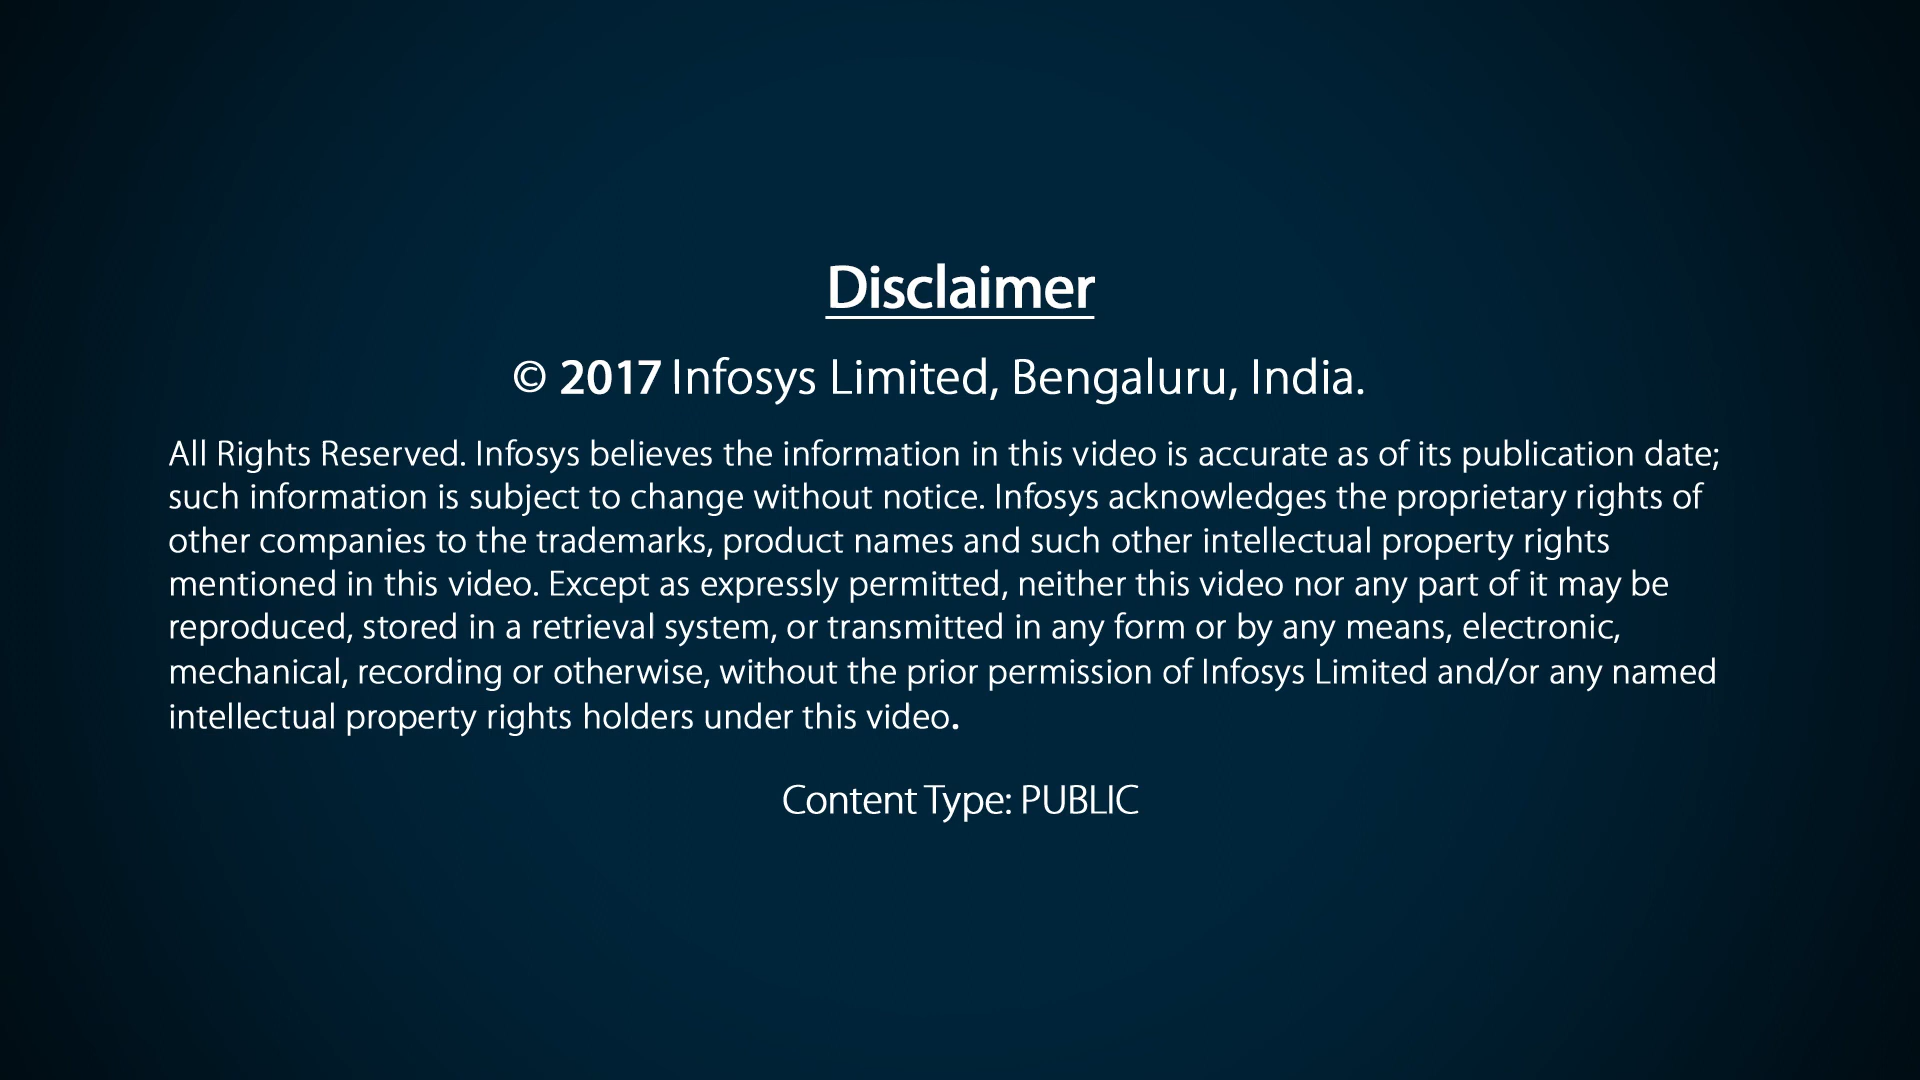 Disclaimer
© 2017 Infosys Limited, Bengaluru, India.
All Rights Reserved. Infosys believes the information in this video is accurate as of its publication date;
such information is subject to change without notice. Infosys acknowledges the proprietary rights of
other companies to the trademarks, product names and such other intellectual property rights
mentioned in this video. Except as expressly permitted, neither this video nor any part of it may be
reproduced, stored in a retrieval system, or transmitted in any form or by any means, electronic,
mechanical, recording or otherwise, without the prior permission of Infosys Limited and/or any named
intellectual property rights holders under this video.
Content Type: PUBLIC